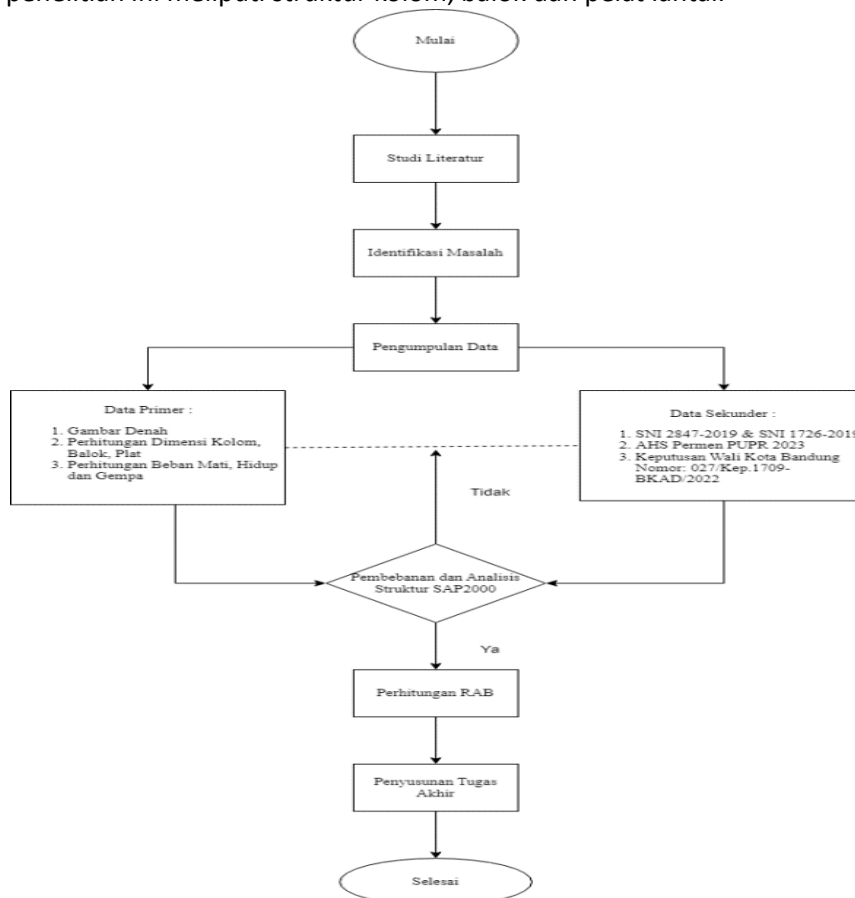 penelitian ini meliputi struktur kolom, balok dan pelat lantai.
Mulai
Studi Literatur
Identifikasi Masalah
Pengumpulan Data
Data Primer :
1. Gambar Denah
2. Perhitungan Dimensi Kolom,
Balok, Plat
3. Perhitungan Beban Mati, Hidup
dan Gempa
Data Sekunder :
1. SNI 2847-2019 & SNI 1726-2019
2. AHS Permen PUPR 2023
3. Keputusan Wali Kota Bandung
Nomor: 027/Kep.1709-
BKAD/2022
Tidak
Pembebanan dan Analisis
Struktur SAP2000
Ya
Perhitungan RAB
Penyusunan Tugas
Akhir
Selesai